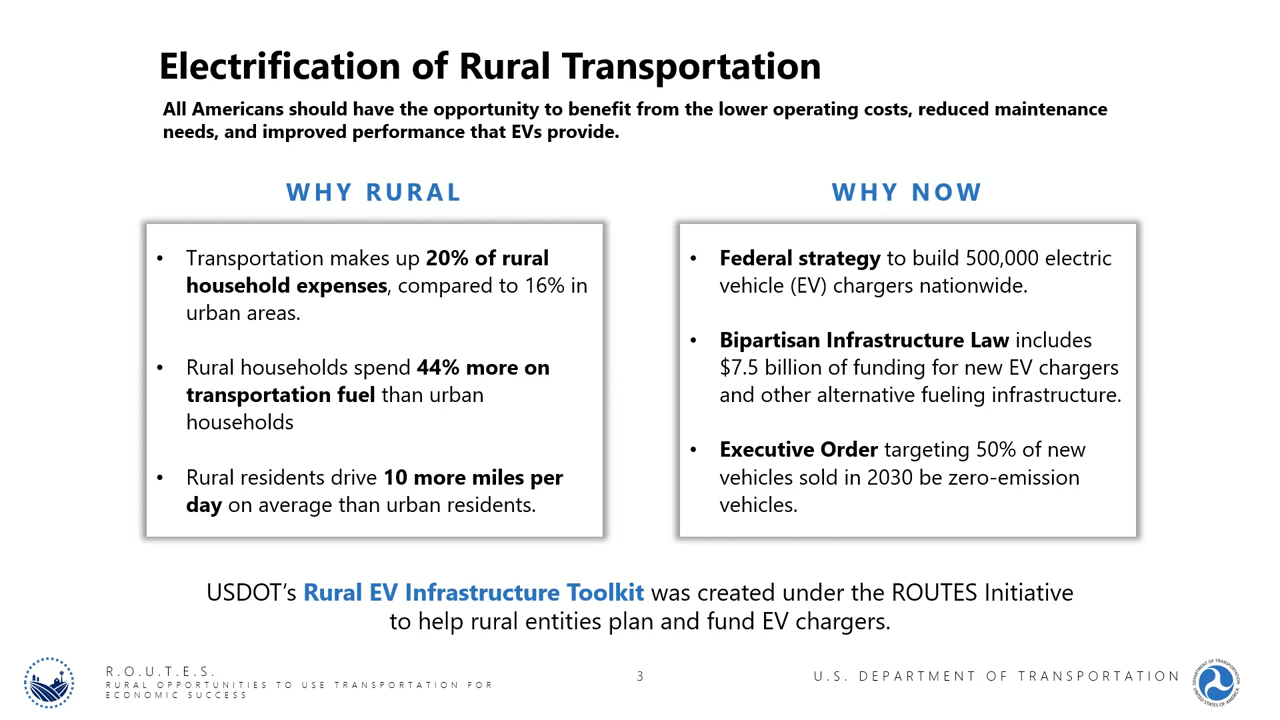 Electrification of Rural Transportation
All Americans should have the opportunity to benefit from the lower operating costs, reduced maintenance
needs, and improved performance that EVs provide.
WHY RURAL
• Transportation makes up 20% of rural
household expenses, compared to 16% in
urban areas.
• Rural households spend 44% more on
transportation fuel than urban
households
• Rural residents drive 10 more miles per
day on average than urban residents.
WHY NOW
• Federal strategy to build 500,000 electric
vehicle (EV) chargers nationwide.
• Bipartisan Infrastructure Law includes
$7.5 billion of funding for new EV chargers
and other alternative fueling infrastructure.
• Executive Order targeting 50% of new
vehicles sold in 2030 be zero-emission
vehicles.
USDOT’s Rural EV Infrastructure Toolkit was created under the ROUTES Initiative
to help rural entities plan and fund EV chargers.
R.O.U.T.E.S.
RURAL OPPORTUNITIES TO USE TRANSPORTATION FOR
ECONOMIC SUCCESS
3
U.S. DEPARTMENT OF TRANSPORTATION
DEPARTMENT OF TRANSPORTATION
UNITED STATES OF AMERICA